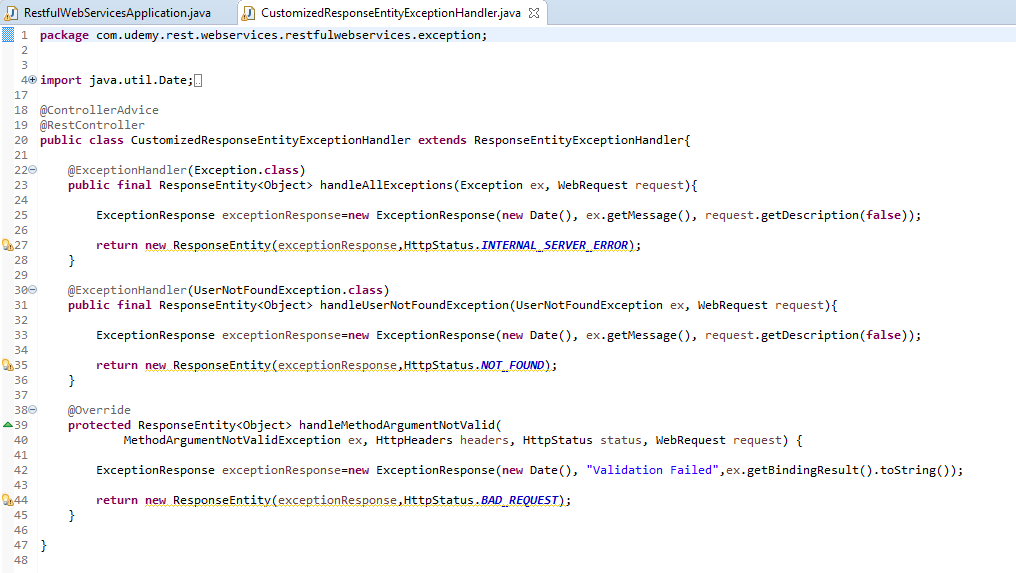 RestfulWebServicesApplication.java CustomizedResponseEntityExceptionHandler.java
1 package com.udemy.rest.webservices.restfulwebservices.exception;
2
3
4 import java.util.Date;
17
18 @ControllerAdvice
19 @RestController
20 public class CustomizedResponseEntityExceptionHandler extends ResponseEntityExceptionHandler{
21
22 @ExceptionHandler(Exception.class)
23 public final ResponseEntity<Object> handleAllExceptions(Exception ex, WebRequest request){
24
25 ExceptionResponse exceptionResponse=new ExceptionResponse(new Date(), ex.getMessage(), request.getDescription(false));
26
27 return new ResponseEntity(exceptionResponse,HttpStatus.INTERNAL_SERVER_ERROR);
28 }
29
30 @ExceptionHandler(UserNotFoundException.class)
31 public final ResponseEntity<Object> handleUserNotFoundException(UserNotFoundException ex, WebRequest request){
32
33 ExceptionResponse exceptionResponse=new ExceptionResponse(new Date(), ex.getMessage(), request.getDescription(false));
34
35 return new ResponseEntity(exceptionResponse,HttpStatus.NOT_FOUND);
36 }
37
38 @Override
39 protected ResponseEntity<Object> handleMethodArgumentNotValid(
40 MethodArgumentNotValidException ex, HttpHeaders headers, HttpStatus status, WebRequest request) {
41
42 ExceptionResponse exceptionResponse=new ExceptionResponse(new Date(), "Validation Failed",ex.getBindingResult().toString());
43
44 return new ResponseEntity(exceptionResponse,HttpStatus.BAD_REQUEST);
45 }
46
47 }
48